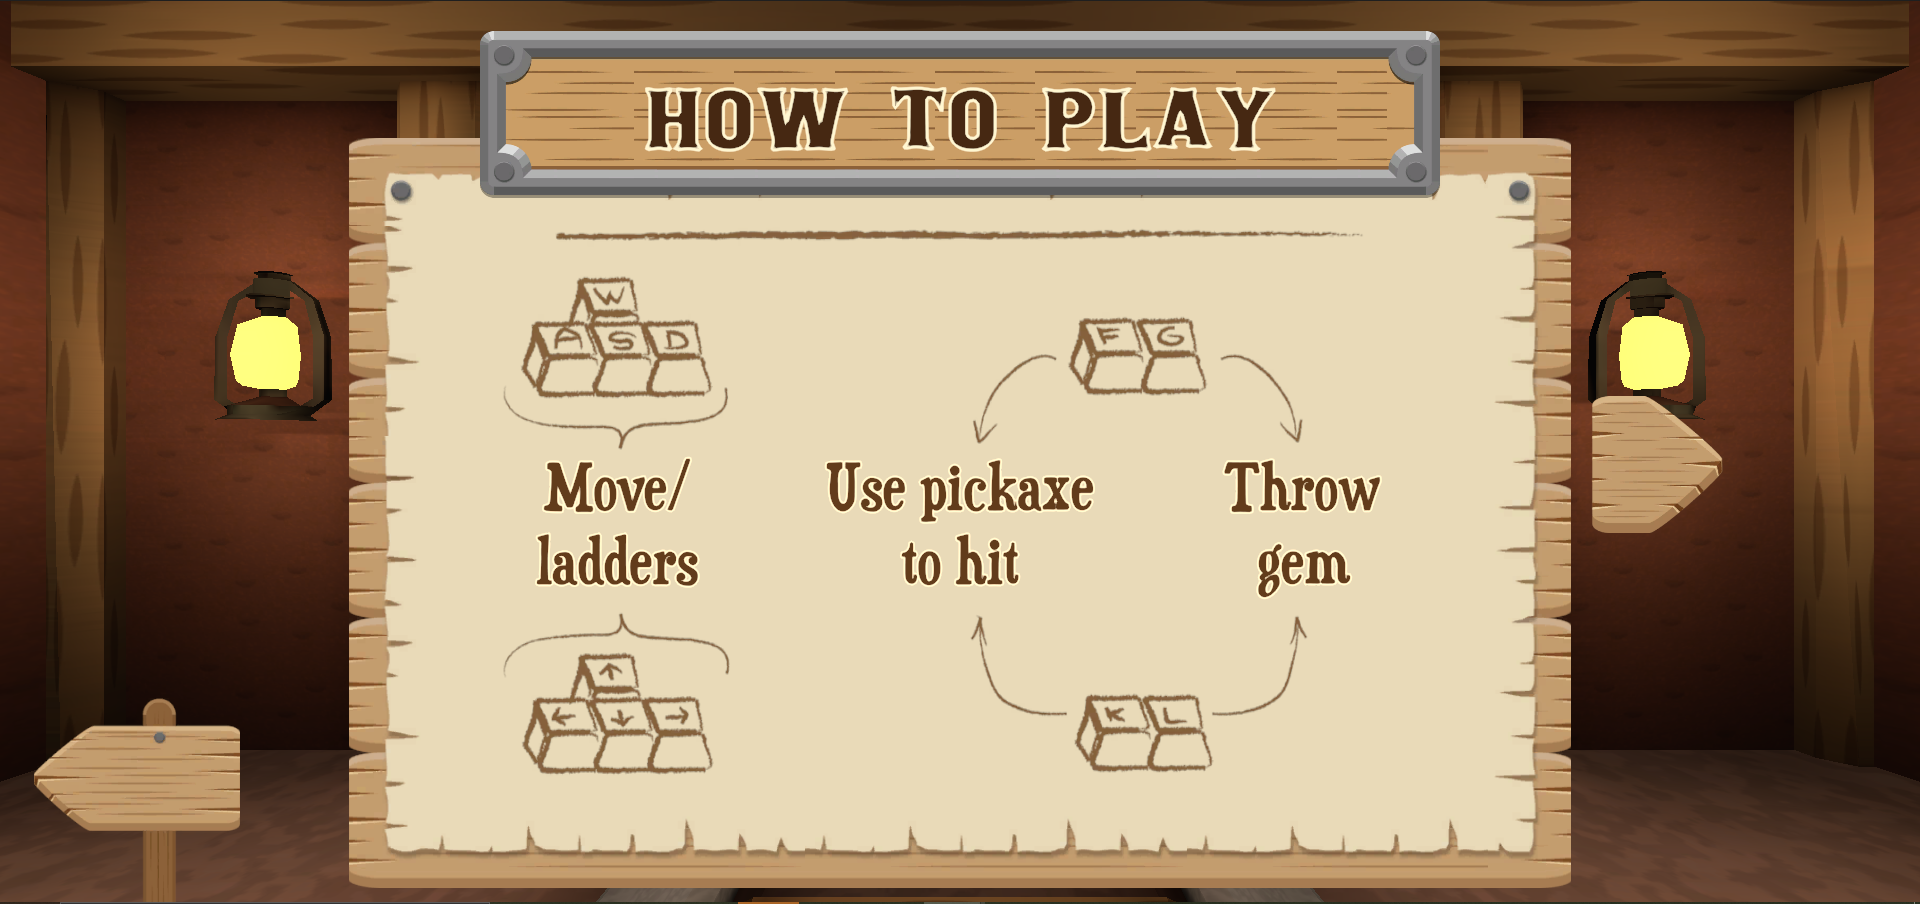 HOW TO PLAY
W
A S D
F G
Move/
ladders
Use pickaxe
to hit
Throw
gem
↑
← ↓ →
K L